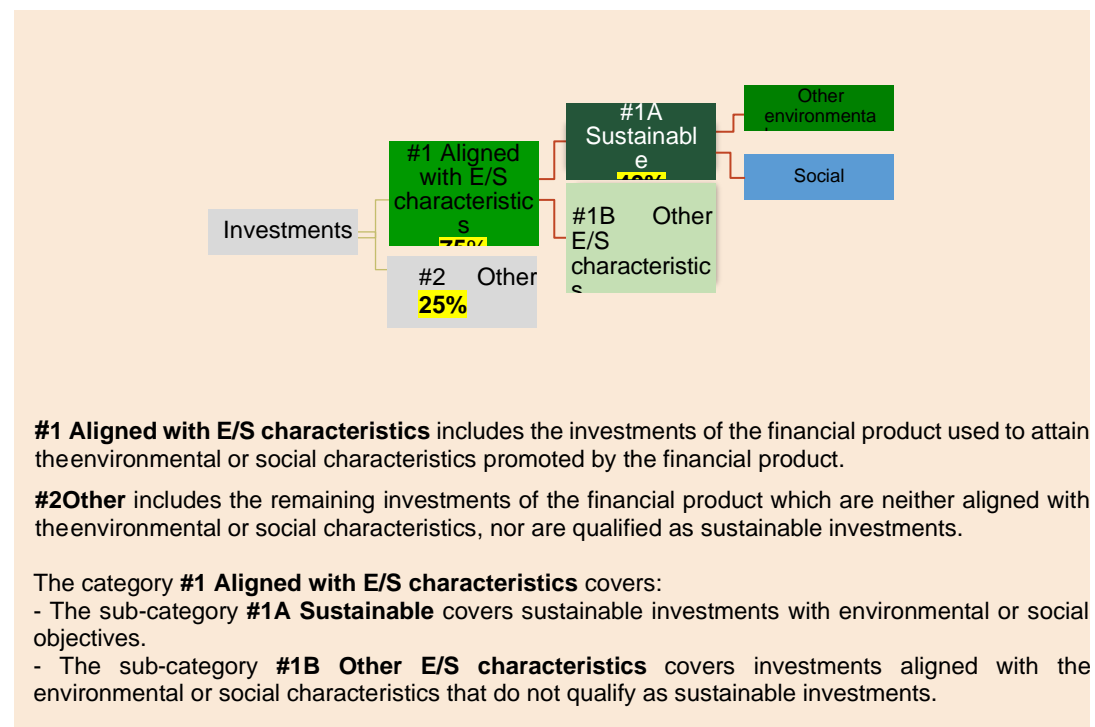 Investments
#1 Aligned
with E/S
characteristic
s
75%
#2 Other
25%
#1A
Sustainabl
e
#1B Other
E/S
characteristic
s
Other
environmenta
Social
#1 Aligned with E/S characteristics includes the investments of the financial product used to attain
theenvironmental or social characteristics promoted by the financial product.
#2Other includes the remaining investments of the financial product which are neither aligned with
theenvironmental or social characteristics, nor are qualified as sustainable investments.
The category #1 Aligned with E/S characteristics covers:
- The sub-category #1A Sustainable covers sustainable investments with environmental or social
objectives.
- The sub-category #1B Other E/S characteristics covers investments aligned with the
environmental or social characteristics that do not qualify as sustainable investments.